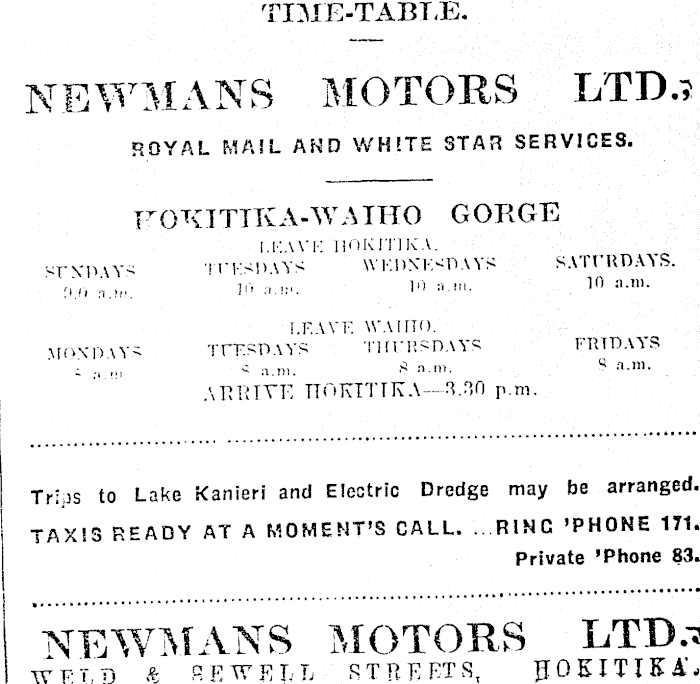 TIME-TABLE.
NEWMANS MOTORS LTD.,
ROYAL MAIL AND WHITE STAR SERVICES.
HOKITIKA-WAIHO GORGE
LEAVE HOKITIKA.
SUNDAYS TUESDAYS WEDNESDAYS SATURDAYS.
9.0 a.m. 10 a.m. 10 a.m. 10 a.m.
LEAVE WAIHO.
MONDAYS TUESDAYS THURSDAYS FRIDAYS
8 a.m. 8 a.m. 8 a.m. 8 a.m.
ARRIVE HOKITIKA—3.30 p.m.
Trips to Lake Kanieri and Electric Dredge may be arranged.
TAXIS READY AT A MOMENT'S CALL. ...RING 'PHONE 171.
Private 'Phone 83.
NEWMANS MOTORS LTD.,
WELD & SEWELL STREETS, HOKITIKA.